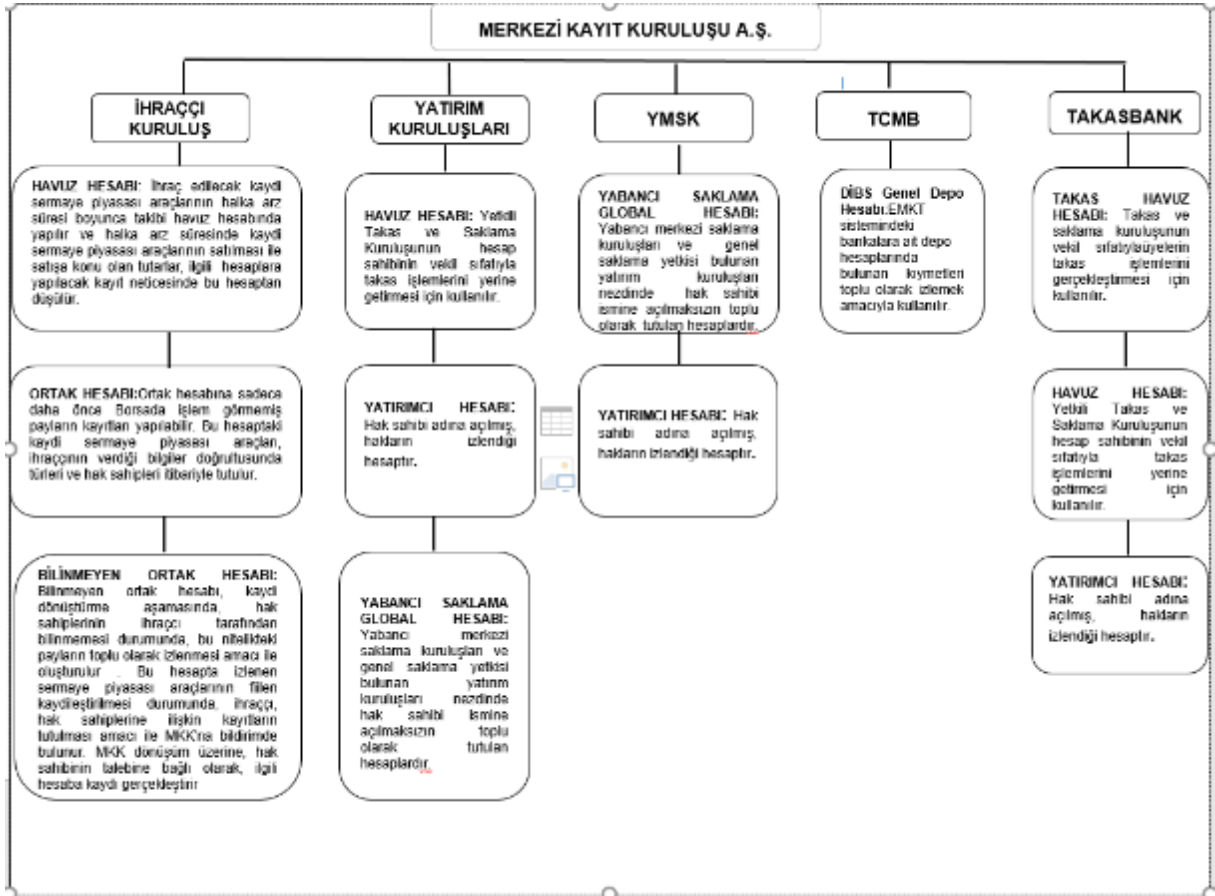 MERKEZİ KAYIT KURULUŞU A.Ş.
İHRAÇÇI
KURULUŞ
HAVUZ HESABI: İhraç edilecek kaydi
sermaye piyasası araçlarının halka arz
süresi boyunca takibi havuz hesabında
yapılır ve halka arz süresinde kaydi
sermaye piyasası araçlarının satılması ile
satışa konu olan tutarlar, ilgili hesaplara
yapılacak kayıt neticesinde bu hesaptan
düşülür.
ORTAK HESABI:Ortak hesabına sadece
daha önce Borsada işlem görmemiş
payların kayıtları yapılabilir. Bu hesaptaki
kaydi sermaye piyasası araçları,
ihraççının verdiği bilgiler doğrultusunda
türleri ve hak sahipleri itibariyle tutulur.
BİLİNMEYEN ORTAK HESABI:
Bilinmeyen ortak hesabı, kaydi
dönüştürme aşamasında, hak
sahiplerinin ihraçcı tarafından
bilinmemesi durumunda, bu nitelikteki
payların toplu olarak izlenmesi amacı ile
oluşturulur . Bu hesapta izlenen
sermaye piyasası araçlarının fiilen
kaydileştirilmesi durumunda, ihraççı,
hak sahiplerine ilişkin kayıtların
tutulması amacı ile MKK'na bildirimde
bulunur. MKK dönüşüm üzerine, hak
sahibinin talebine bağlı olarak, ilgili
hesaba kaydı gerçekleştirir
YATIRIM
KURULUŞLARI
HAVUZ HESABI: Yetkili
Takas ve Saklama
Kuruluşunun hesap
sahibinin vekil sıfatıyla
takas işlemlerini yerine
getirmesi için kullanılır.
YATIRIMCI HESABI:
Hak sahibi adına açılmış,
hakların izlendiği
hesaptır.
YABANCI SAKLAMA
GLOBAL HESABI:
Yabancı merkezi
saklama kuruluşları ve
genel saklama yetkisi
bulunan yatırım
kuruluşları nezdinde
hak sahibi ismine
açılmaksızın toplu
olarak tutulan
hesaplardır.
YMSK
YABANCI SAKLAMA
GLOBAL HESABI:
Yabancı merkezi saklama
kuruluşları ve genel
saklama yetkisi bulunan
yatırım kuruluşları
nezdinde hak sahibi
ismine açılmaksızın toplu
olarak tutulan hesaplardır.
YATIRIMCI HESABI: Hak
sahibi adına açılmış,
hakların izlendiği hesaptır.
TCMB
DİBS Genel Depo
Hesabı:EMKT
sistemindeki
bankalara ait depo
hesaplarında
bulunan kıymetleri
toplu olarak izlemek
amacıyla kullanılır.
TAKASBANK
TAKAS HAVUZ
HESABI: Takas ve
saklama kuruluşunun
vekil sıfatıylaüyelerin
takas işlemlerini
gerçekleştirmesi için
kullanılır.
HAVUZ HESABI:
Yetkili Takas ve
Saklama Kuruluşunun
hesap sahibinin vekil
sıfatıyla takas
işlemlerini yerine
getirmesi için
kullanılır.
YATIRIMCI HESABI:
Hak sahibi adına
açılmış, hakların
izlendiği hesaptır.